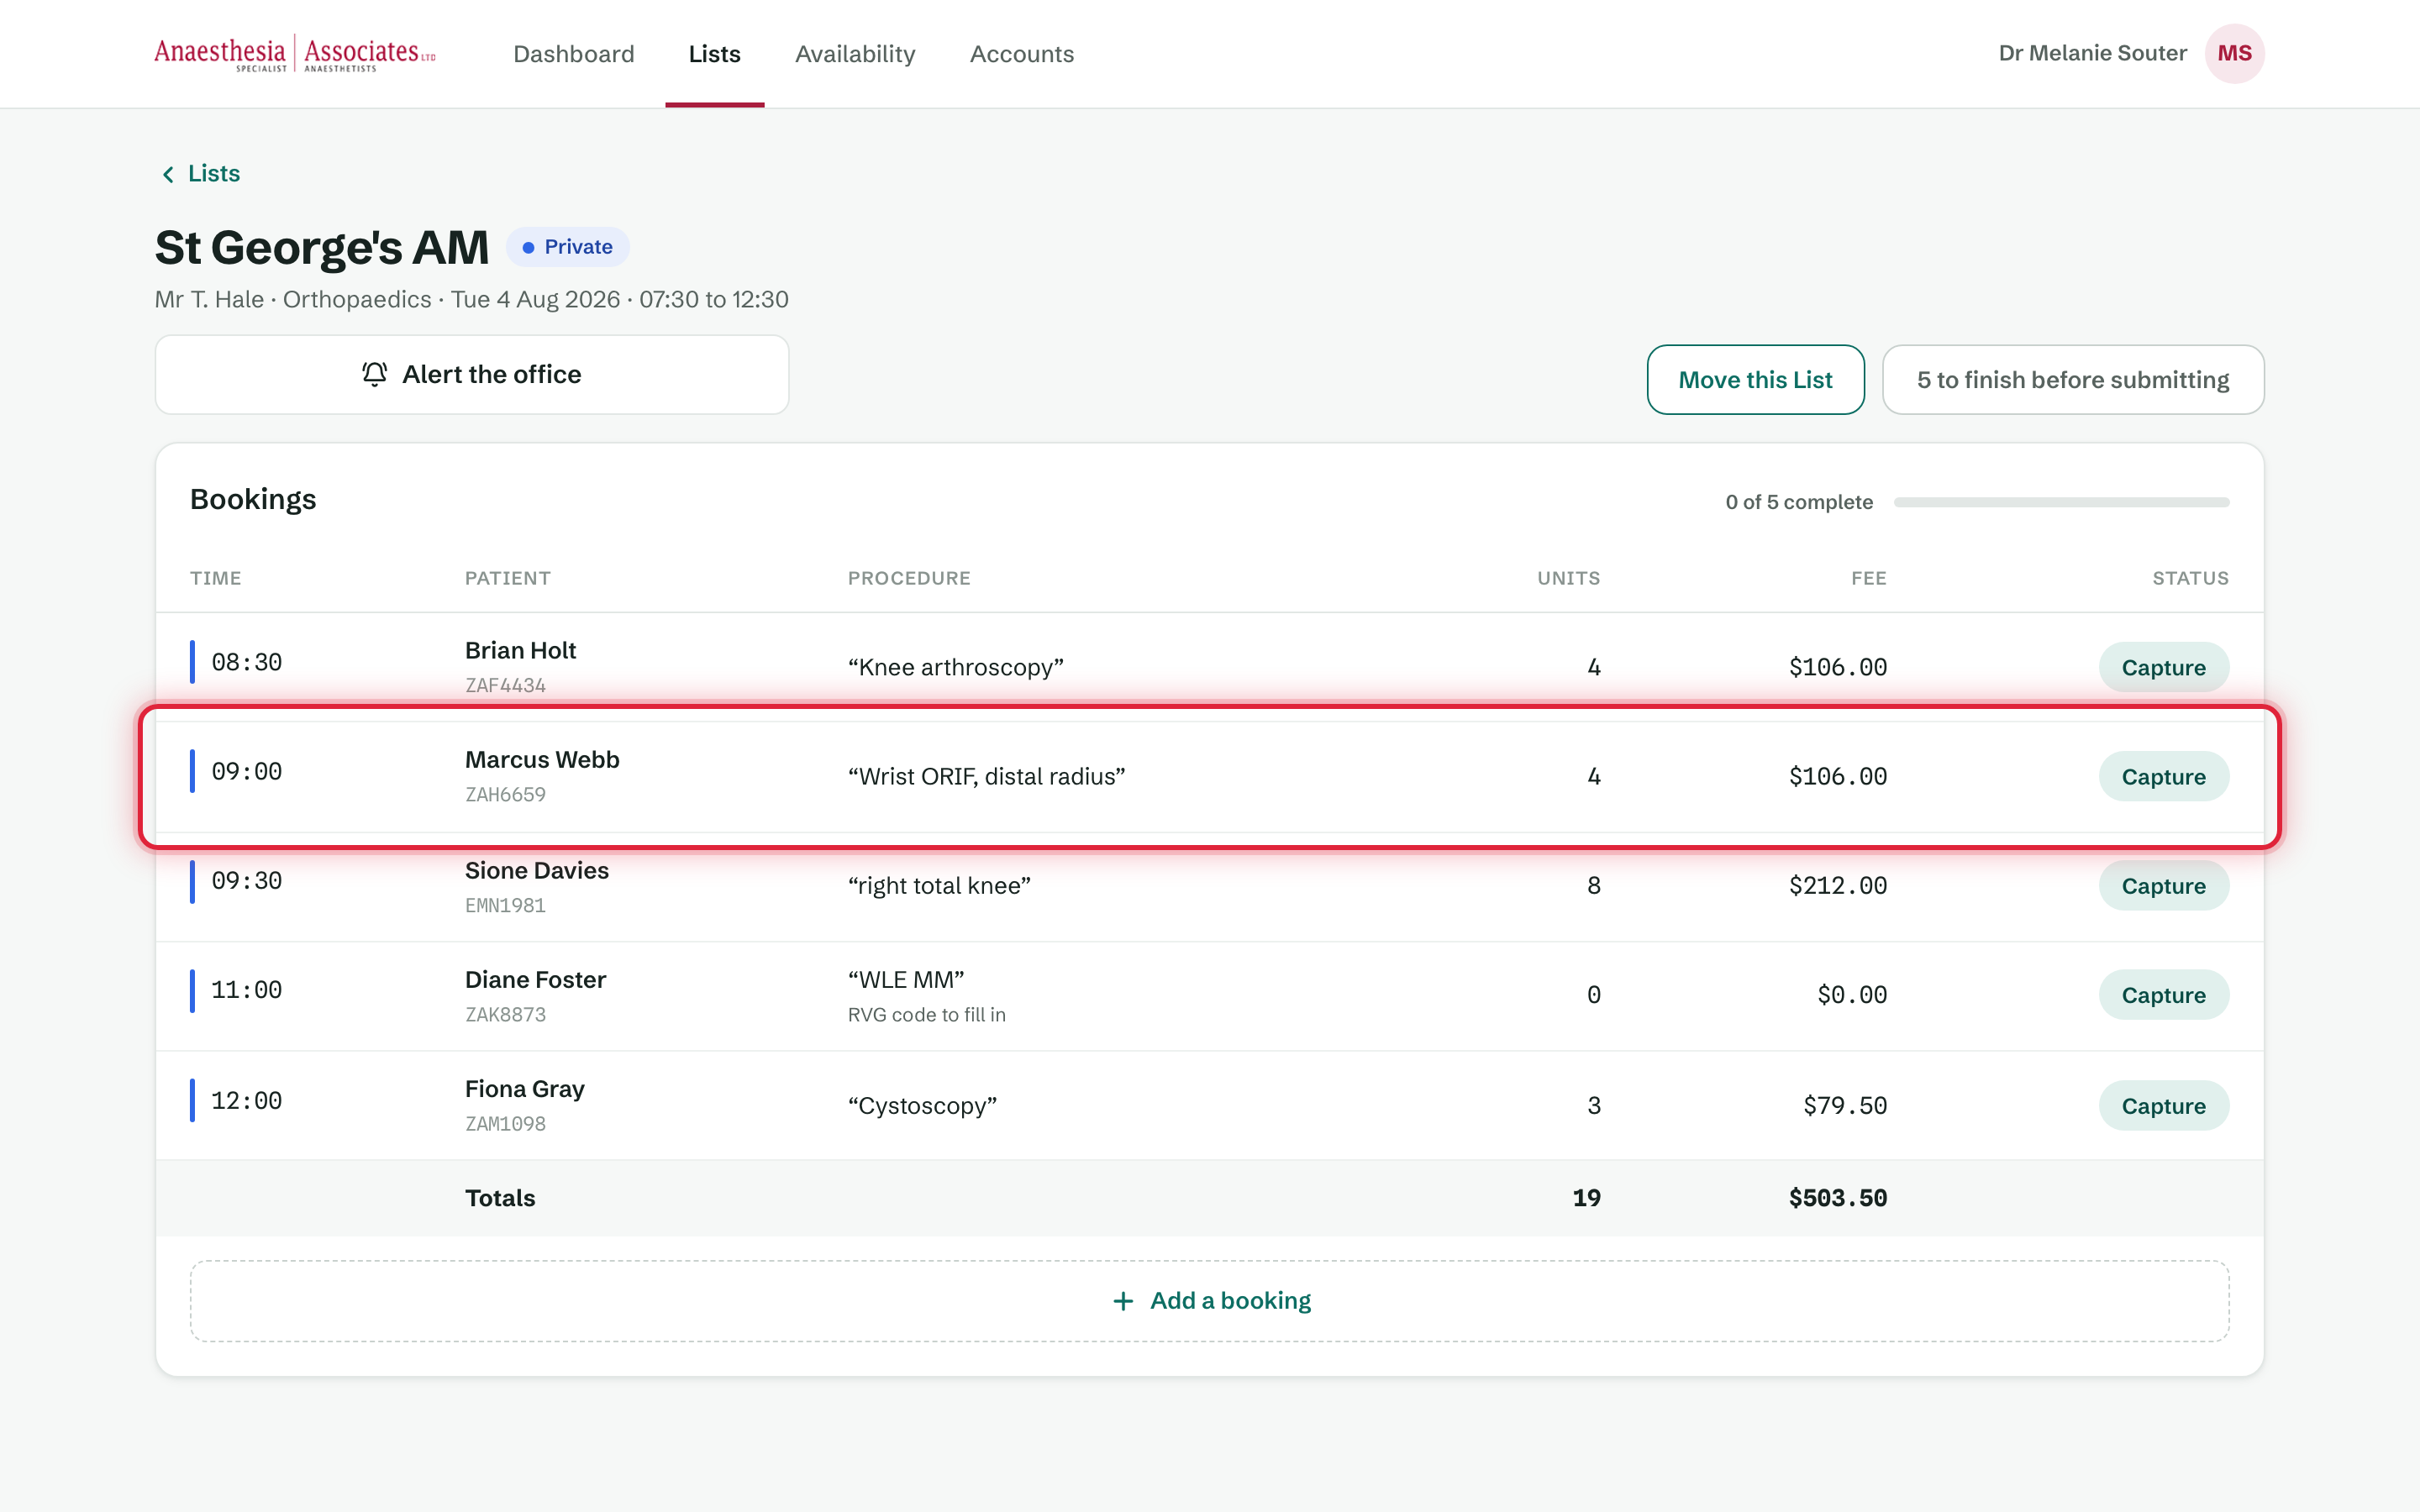 Anaesthesia Associates LTD
SPECIALIST ANAESTHETISTS
Dashboard
Lists
Availability
Accounts
Dr Melanie Souter
MS
Lists
St George's AM
Private
Mr T. Hale · Orthopaedics · Tue 4 Aug 2026 · 07:30 to 12:30
Alert the office
Move this List
5 to finish before submitting
Bookings
0 of 5 complete
TIME PATIENT PROCEDURE UNITS FEE STATUS
08:30 Brian Holt “Knee arthroscopy” 4 $106.00 Capture
ZAF4434
09:00 Marcus Webb “Wrist ORIF, distal radius” 4 $106.00 Capture
ZAH6659
09:30 Sione Davies “right total knee” 8 $212.00 Capture
EMN1981
11:00 Diane Foster “WLE MM” 0 $0.00 Capture
ZAK8873 RVG code to fill in
12:00 Fiona Gray “Cystoscopy” 3 $79.50 Capture
ZAM1098
Totals 19 $503.50
+ Add a booking